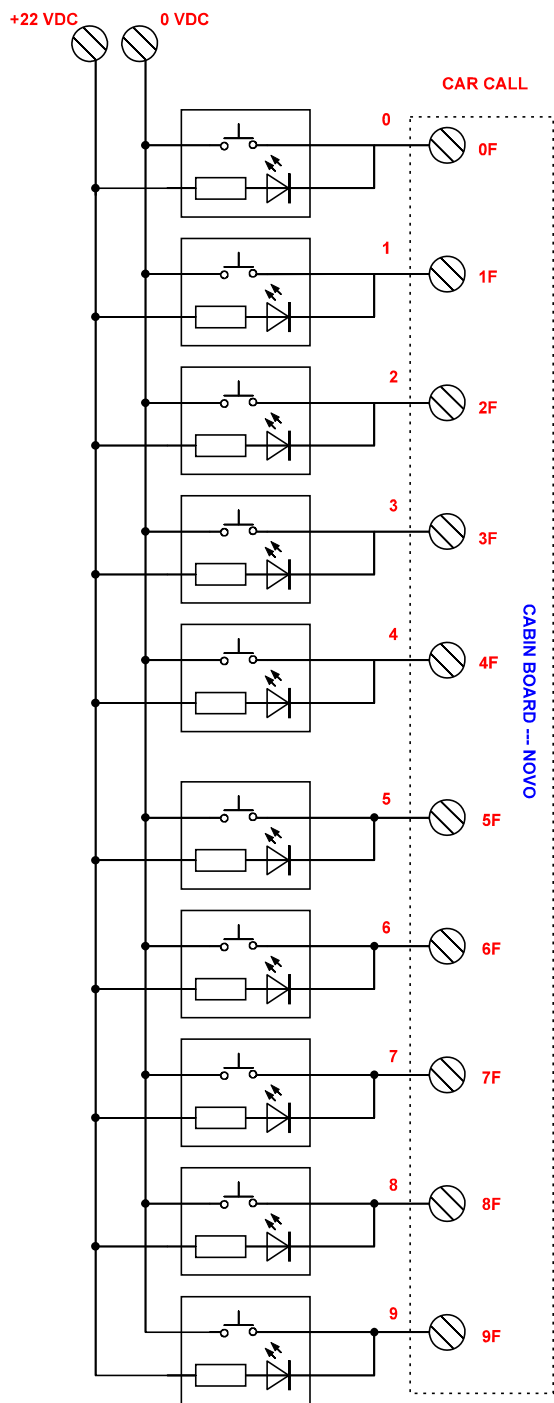 +22 VDC
0 VDC
CAR CALL
0
0F
1
1F
2
2F
3
3F
4
4F
CABIN BOARD --- NOVO
5
5F
6
6F
7
7F
8
8F
9
9F